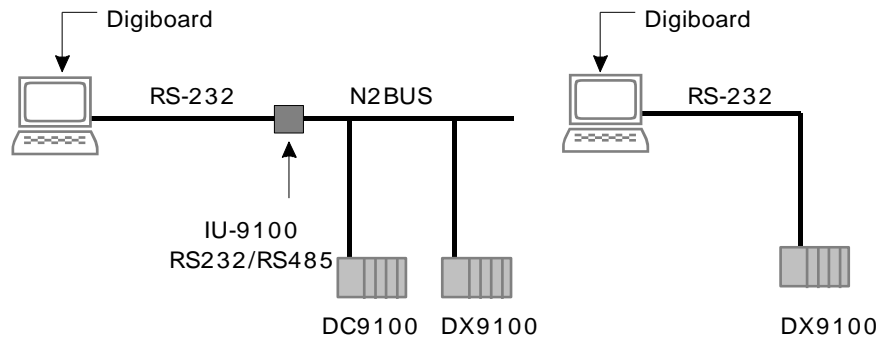 Digiboard
RS-232
N2BUS
IU-9100
RS232/RS485
DC9100
DX9100
Digiboard
RS-232
DX9100